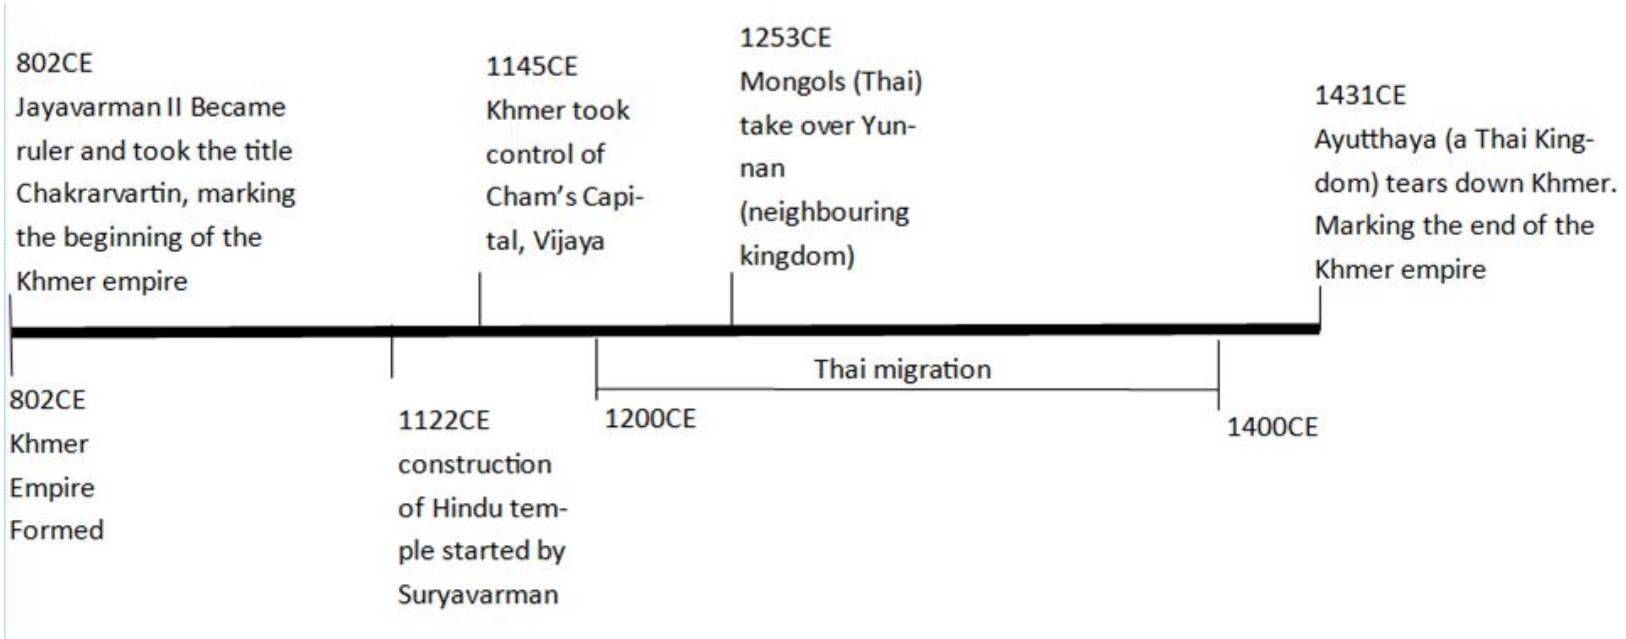 802CE
Jayavarman II Became
ruler and took the title
Chakrarvartin, marking
the beginning of the
Khmer empire
1145CE
Khmer took
control of
Cham’s Capi-
tal, Vijaya
1253CE
Mongols (Thai)
take over Yun-
nan
(neighbouring
kingdom)
1431CE
Ayutthaya (a Thai King-
dom) tears down Khmer.
Marking the end of the
Khmer empire
802CE
Khmer
Empire
Formed
1122CE
construction
of Hindu tem-
ple started by
Suryavarman
Thai migration
1200CE
1400CE